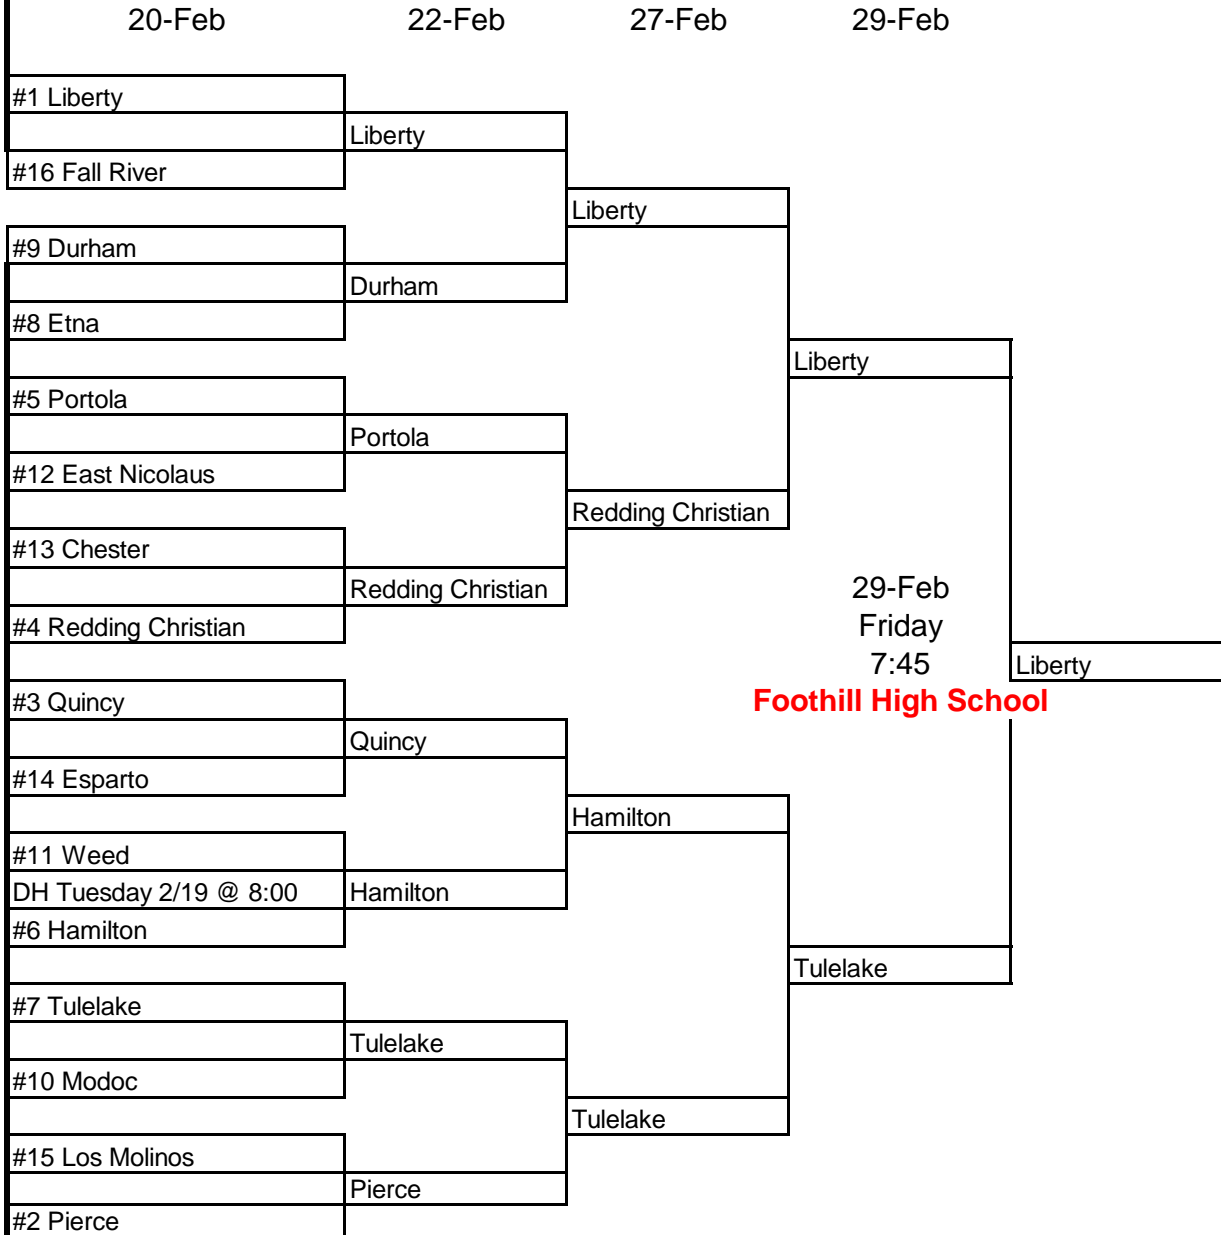 20-Feb 22-Feb 27-Feb 29-Feb
#1 Liberty
Liberty
#16 Fall River
Liberty
#9 Durham
Durham
#8 Etna
Liberty
#5 Portola
Portola
#12 East Nicolaus
Redding Christian
#13 Chester
Redding Christian 29-Feb
#4 Redding Christian Friday
7:45 Liberty
#3 Quincy Foothill High School
Quincy
#14 Esparto
Hamilton
#11 Weed
DH Tuesday 2/19 @ 8:00 Hamilton
#6 Hamilton
Tulelake
#7 Tulelake
Tulelake
#10 Modoc
Tulelake
#15 Los Molinos
Pierce
#2 Pierce